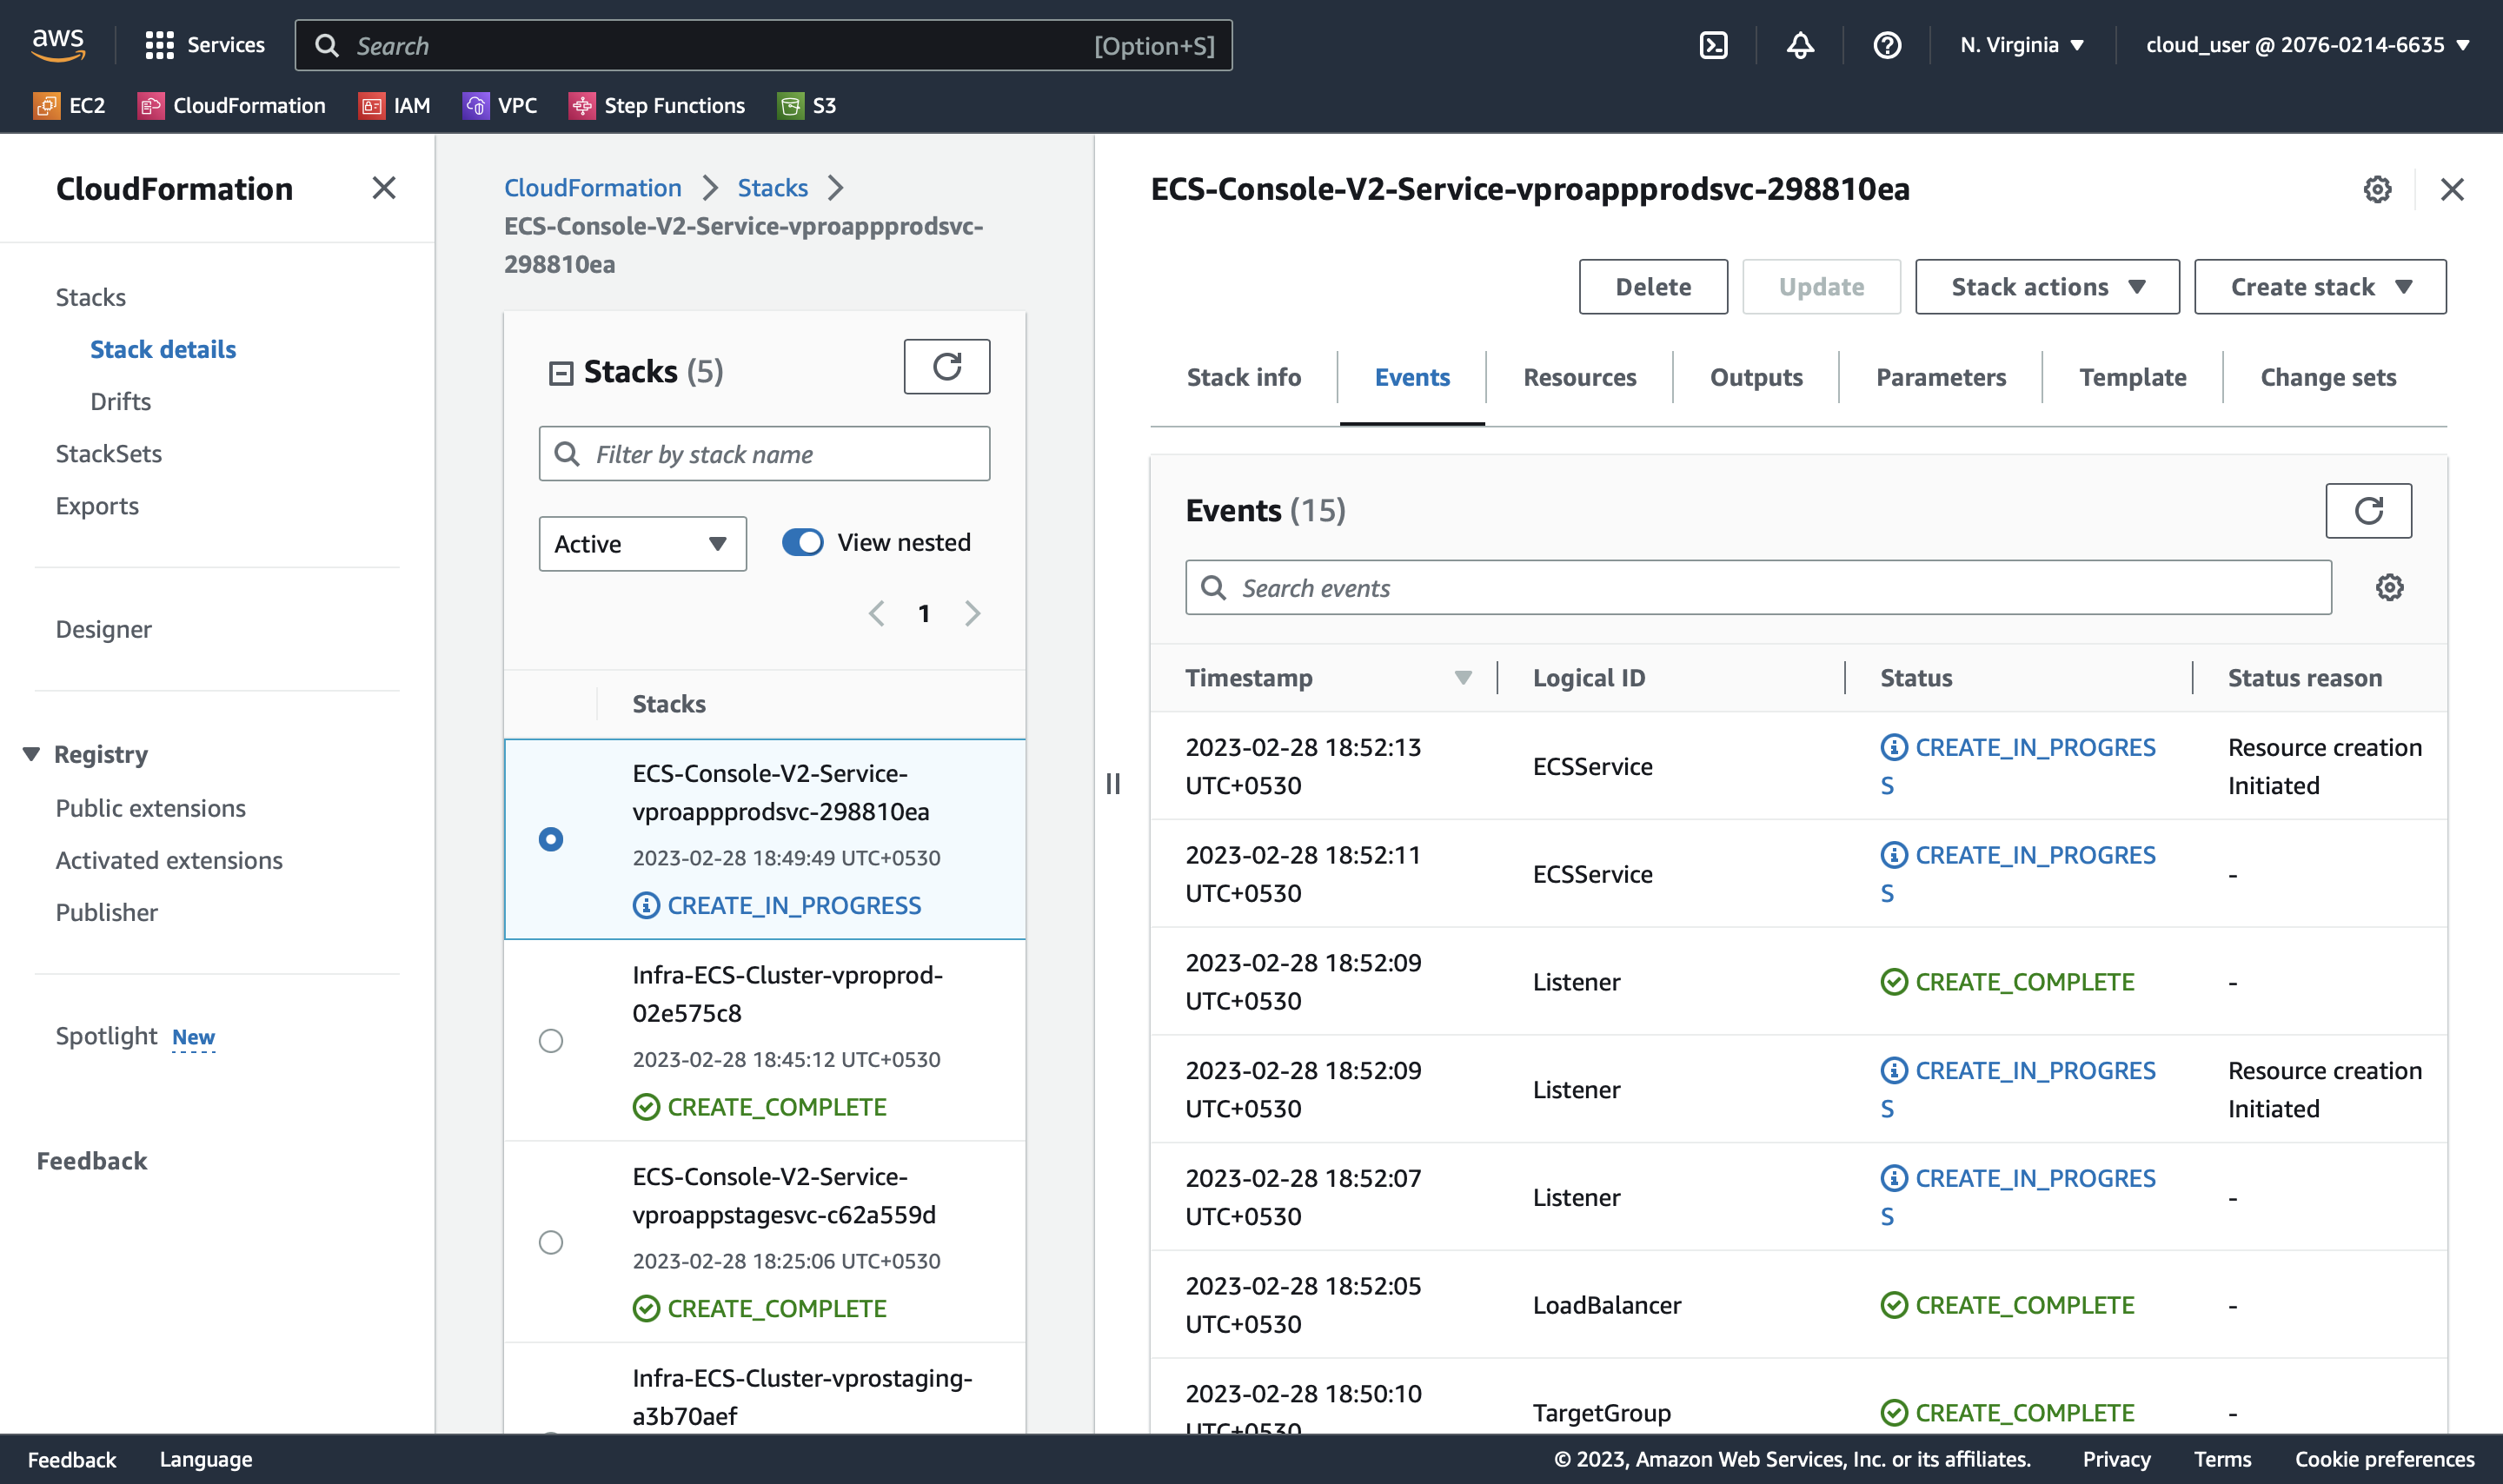 aws
Services
Search
[Option+S]
N. Virginia
cloud_user @ 2076-0214-6635
EC2
CloudFormation
IAM
VPC
Step Functions
S3
CloudFormation
Stacks
Stack details
Drifts
StackSets
Exports
Designer
Registry
Public extensions
Activated extensions
Publisher
Spotlight New
Feedback
CloudFormation
Stacks
ECS-Console-V2-Service-vproappprodsvc-
298810ea
Stacks (5)
Filter by stack name
Active
View nested
1
Stacks
ECS-Console-V2-Service-
vproappprodsvc-298810ea
2023-02-28 18:49:49 UTC+0530
CREATE_IN_PROGRESS
Infra-ECS-Cluster-vproprod-
02e575c8
2023-02-28 18:45:12 UTC+0530
CREATE_COMPLETE
ECS-Console-V2-Service-
vproappstagesvc-c62a559d
2023-02-28 18:25:06 UTC+0530
CREATE_COMPLETE
Infra-ECS-Cluster-vprostaging-
a3b70aef
ECS-Console-V2-Service-vproappprodsvc-298810ea
Delete
Update
Stack actions
Create stack
Stack info
Events
Resources
Outputs
Parameters
Template
Change sets
Events (15)
Search events
Timestamp
Logical ID
Status
Status reason
2023-02-28 18:52:13
UTC+0530
ECSService
CREATE_IN_PROGRES
S
Resource creation
Initiated
2023-02-28 18:52:11
UTC+0530
ECSService
CREATE_IN_PROGRES
S
-
2023-02-28 18:52:09
UTC+0530
Listener
CREATE_COMPLETE
-
2023-02-28 18:52:09
UTC+0530
Listener
CREATE_IN_PROGRES
S
Resource creation
Initiated
2023-02-28 18:52:07
UTC+0530
Listener
CREATE_IN_PROGRES
S
-
2023-02-28 18:52:05
UTC+0530
LoadBalancer
CREATE_COMPLETE
-
2023-02-28 18:50:10
UTC+0530
TargetGroup
CREATE_COMPLETE
-
Feedback
Language
© 2023, Amazon Web Services, Inc. or its affiliates.
Privacy
Terms
Cookie preferences